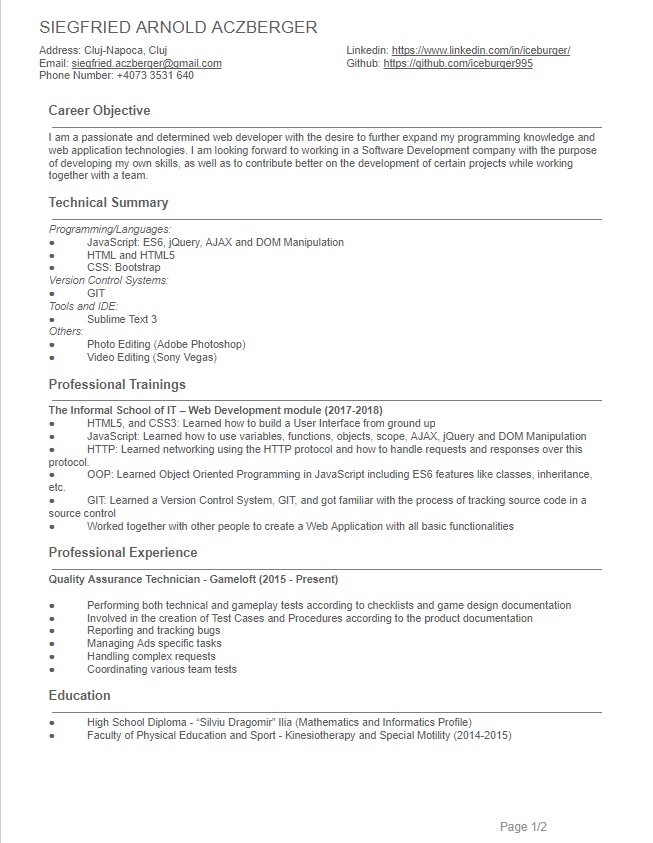 SIEGFRIED ARNOLD ACZBERGER
Address: Cluj-Napoca, Cluj
Linkedin: https://www.linkedin.com/in/iceburger/
Email: siegfried.aczberger@gmail.com
Github: https://github.com/iceburger995
Phone Number: +4073 3531 640
Career Objective
I am a passionate and determined web developer with the desire to further expand my programming knowledge and
web application technologies. I am looking forward to working in a Software Development company with the purpose
of developing my own skills, as well as to contribute better on the development of certain projects while working
together with a team.
Technical Summary
Programming/Languages:
● JavaScript: ES6, jQuery, AJAX and DOM Manipulation
● HTML and HTML5
● CSS: Bootstrap
Version Control Systems:
● GIT
Tools and IDE:
● Sublime Text 3
Others:
● Photo Editing (Adobe Photoshop)
● Video Editing (Sony Vegas)
Professional Trainings
The Informal School of IT – Web Development module (2017-2018)
● HTML5, and CSS3: Learned how to build a User Interface from ground up
● JavaScript: Learned how to use variables, functions, objects, scope, AJAX, jQuery and DOM Manipulation
● HTTP: Learned networking using the HTTP protocol and how to handle requests and responses over this
protocol.
● OOP: Learned Object Oriented Programming in JavaScript including ES6 features like classes, inheritance,
etc.
● GIT: Learned a Version Control System, GIT, and got familiar with the process of tracking source code in a
source control
● Worked together with other people to create a Web Application with all basic functionalities
Professional Experience
Quality Assurance Technician - Gameloft (2015 - Present)
● Performing both technical and gameplay tests according to checklists and game design documentation
● Involved in the creation of Test Cases and Procedures according to the product documentation
● Reporting and tracking bugs
● Managing Ads specific tasks
● Handling complex requests
● Coordinating various team tests
Education
● High School Diploma - “Silviu Dragomir” Ilia (Mathematics and Informatics Profile)
● Faculty of Physical Education and Sport - Kinesiotherapy and Special Motility (2014-2015)
Page 1/2